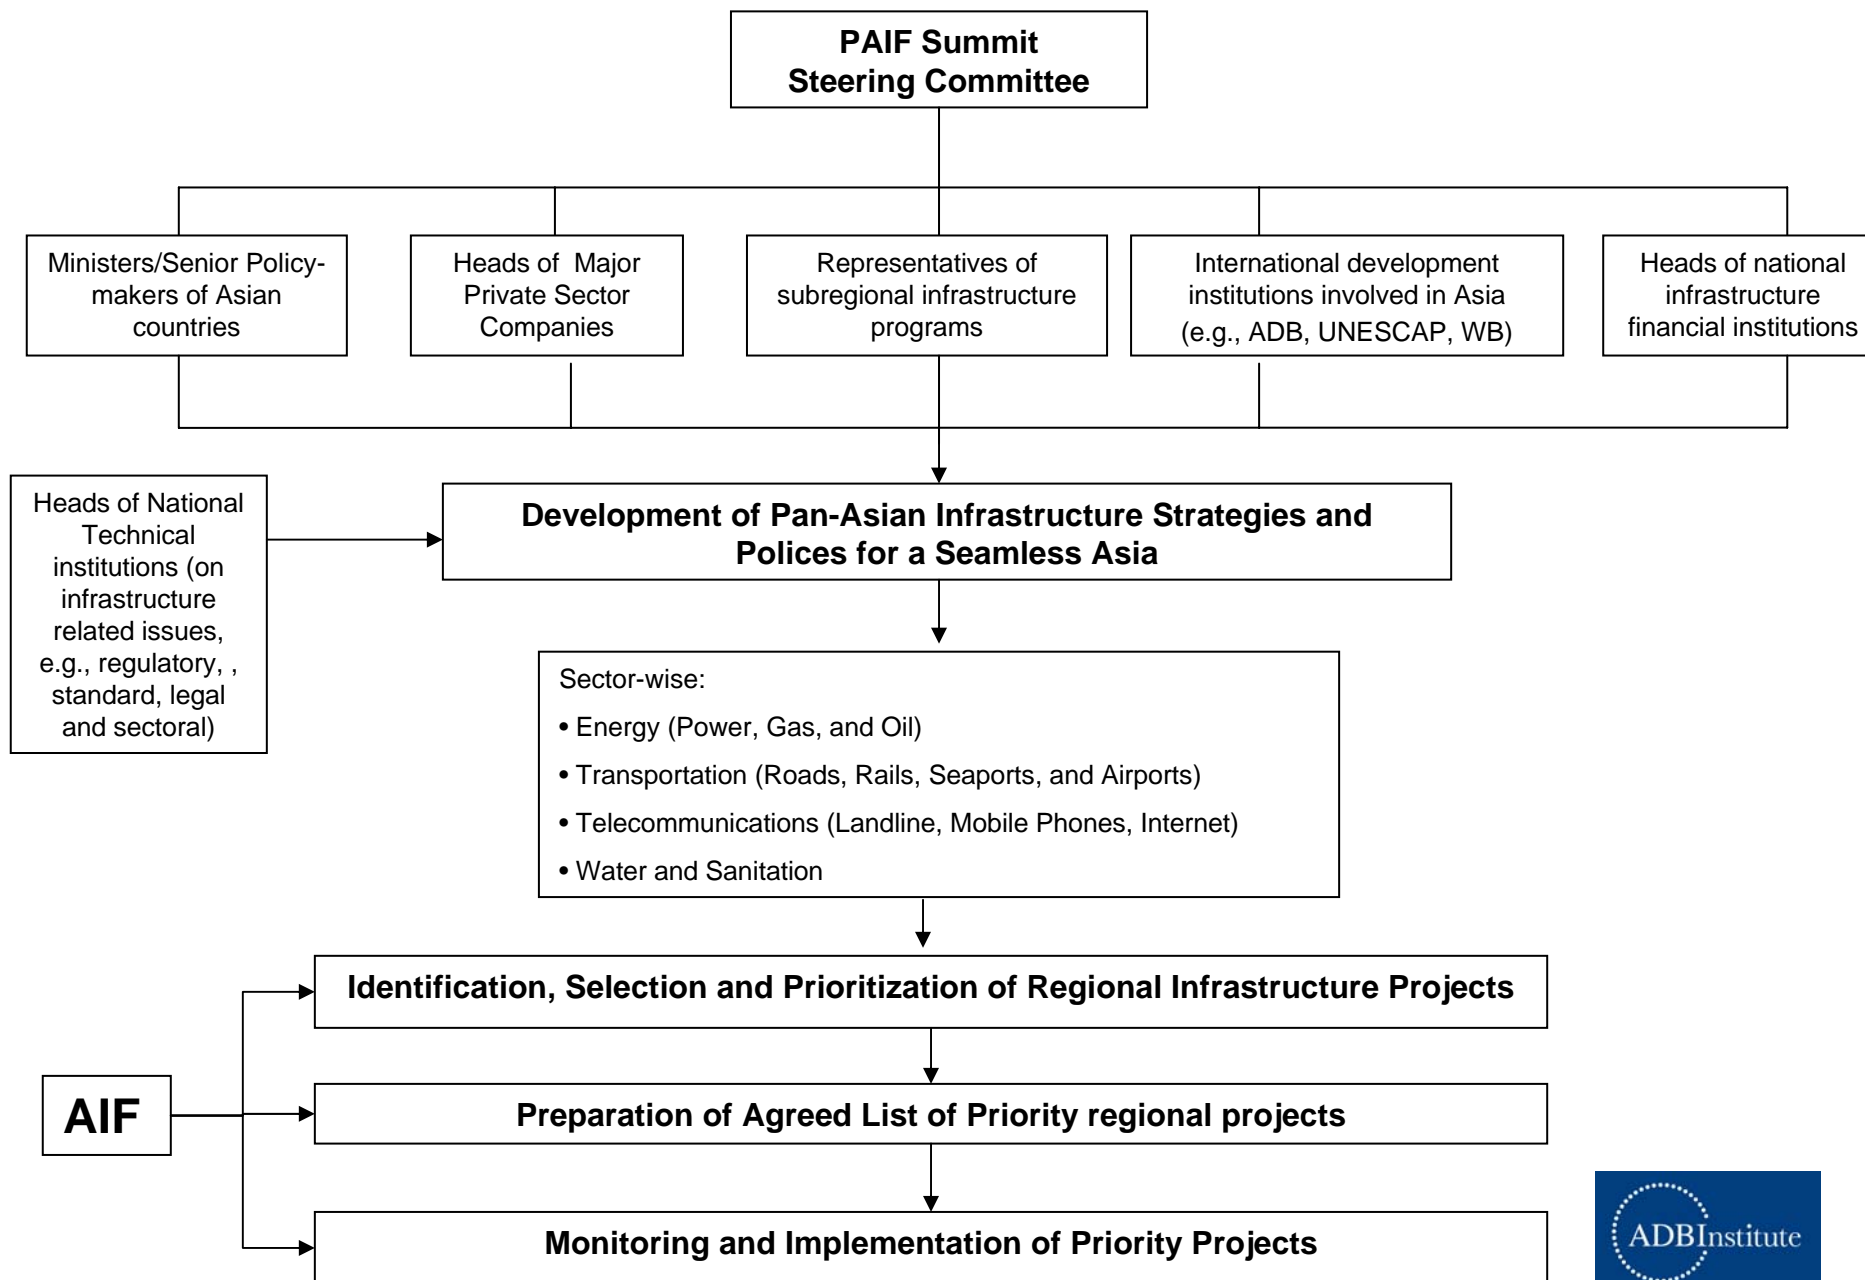 PAIF Summit
Steering Committee
Ministers/Senior Policy-
makers of Asian
countries
Heads of Major
Private Sector
Companies
Representatives of
subregional infrastructure
programs
International development
institutions involved in Asia
(e.g., ADB, UNESCAP, WB)
Heads of national
infrastructure
financial institutions
Heads of National
Technical
institutions (on
infrastructure
related issues,
e.g., regulatory, ,
standard, legal
and sectoral)
Development of Pan-Asian Infrastructure Strategies and
Polices for a Seamless Asia
Sector-wise:
• Energy (Power, Gas, and Oil)
• Transportation (Roads, Rails, Seaports, and Airports)
• Telecommunications (Landline, Mobile Phones, Internet)
• Water and Sanitation
Identification, Selection and Prioritization of Regional Infrastructure Projects
AIF
Preparation of Agreed List of Priority regional projects
Monitoring and Implementation of Priority Projects
ADBInstitute